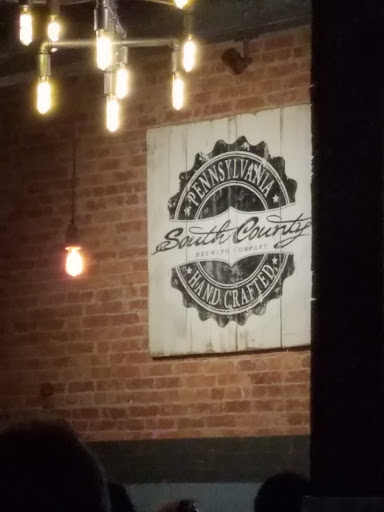 PENNSYLVANIA
South County
BREWING COMPANY
HAND-CRAFTED